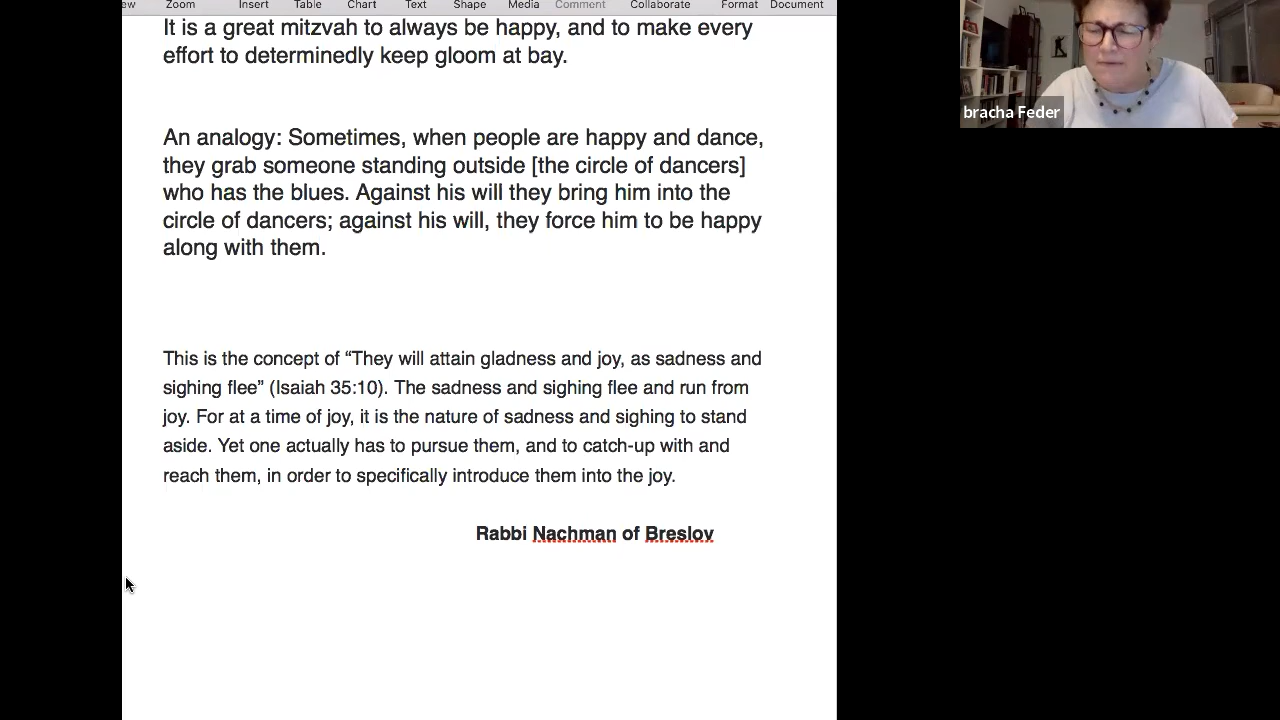 ew Zoom Insert Table Chart Text Shape Media Comment Collaborate Format Document
It is a great mitzvah to always be happy, and to make every
effort to determinedly keep gloom at bay.
An analogy: Sometimes, when people are happy and dance,
they grab someone standing outside [the circle of dancers]
who has the blues. Against his will they bring him into the
circle of dancers; against his will, they force him to be happy
along with them.
This is the concept of “They will attain gladness and joy, as sadness and
sighing flee” (Isaiah 35:10). The sadness and sighing flee and run from
joy. For at a time of joy, it is the nature of sadness and sighing to stand
aside. Yet one actually has to pursue them, and to catch-up with and
reach them, in order to specifically introduce them into the joy.
Rabbi Nachman of Breslov
bracha Feder